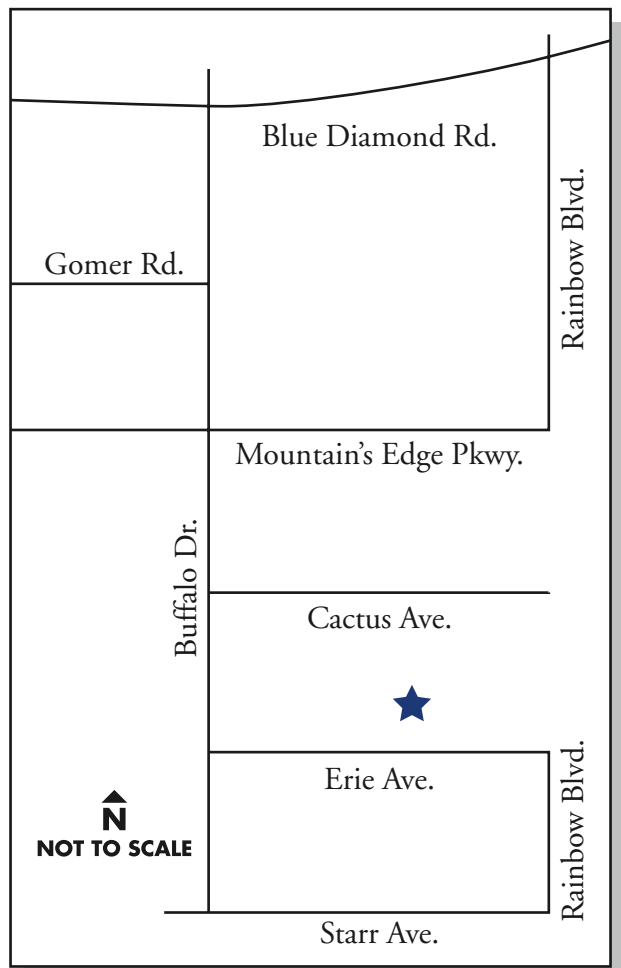 Blue Diamond Rd.
Rainbow Blvd.
Gomer Rd.
Mountain's Edge Pkwy.
Buffalo Dr.
Cactus Ave.
Erie Ave.
Rainbow Blvd.
N
NOT TO SCALE
Starr Ave.